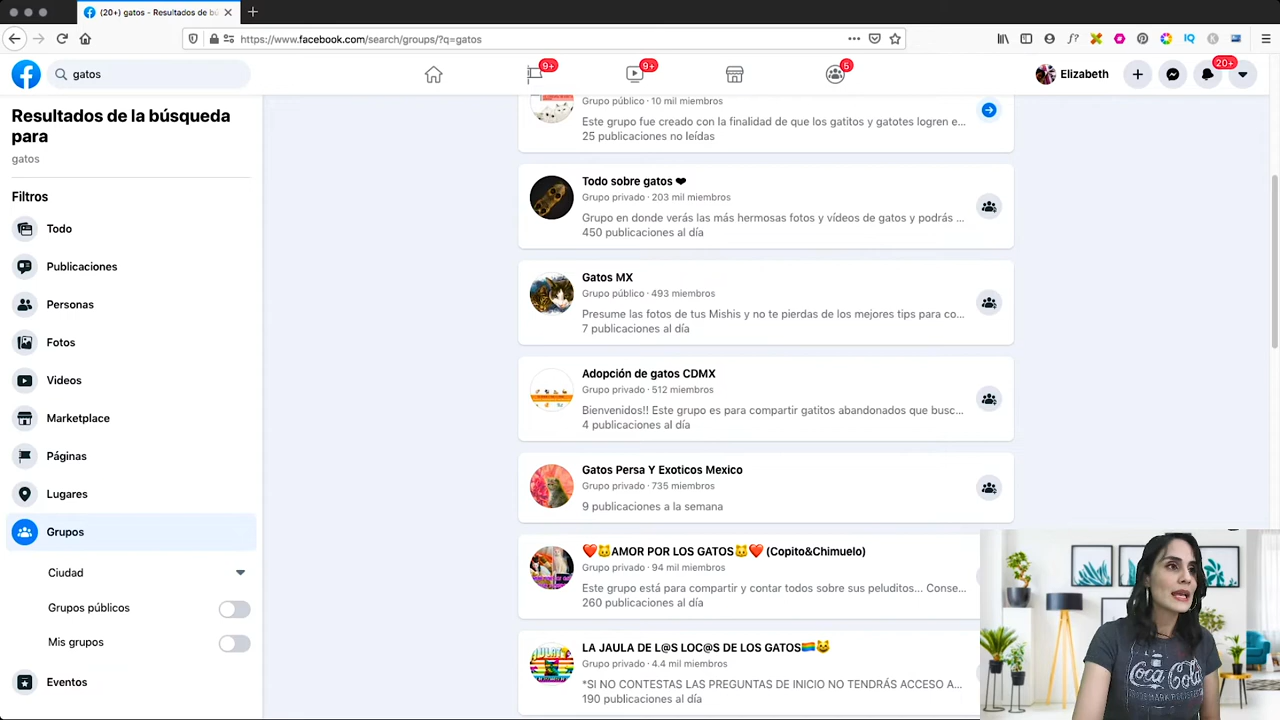 (20+) gatos - Resultados de bú
https://www.facebook.com/search/groups/?q=gatos
gatos
9+
9+
5
Elizabeth
20+
Resultados de la búsqueda
para
gatos
Filtros
Todo
Publicaciones
Personas
Fotos
Videos
Marketplace
Páginas
Lugares
Grupos
Ciudad
Grupos públicos
Mis grupos
Eventos
Grupo público · 10 mil miembros
Este grupo fue creado con la finalidad de que los gatitos y gatotes logren e...
25 publicaciones no leídas
Todo sobre gatos ❤
Grupo privado · 203 mil miembros
Grupo en donde verás las más hermosas fotos y vídeos de gatos y podrás ...
450 publicaciones al día
Gatos MX
Grupo público · 493 miembros
Presume las fotos de tus Mishis y no te pierdas de los mejores tips para co...
7 publicaciones al día
Adopción de gatos CDMX
Grupo privado · 512 miembros
Bienvenidos!! Este grupo es para compartir gatitos abandonados que busc...
4 publicaciones al día
Gatos Persa Y Exoticos Mexico
Grupo privado · 735 miembros
9 publicaciones a la semana
❤️🐱AMOR POR LOS GATOS🐱❤️ (Copito&Chimuelo)
Grupo privado · 94 mil miembros
Este grupo está para compartir y contar todos sobre sus peluditos... Conse...
260 publicaciones al día
LA JAULA DE L@S LOC@S DE LOS GATOS🏳️‍🌈😺
Grupo privado · 4.4 mil miembros
*SI NO CONTESTAS LAS PREGUNTAS DE INICIO NO TENDRÁS ACCESO A...
190 publicaciones al día
Coca Cola